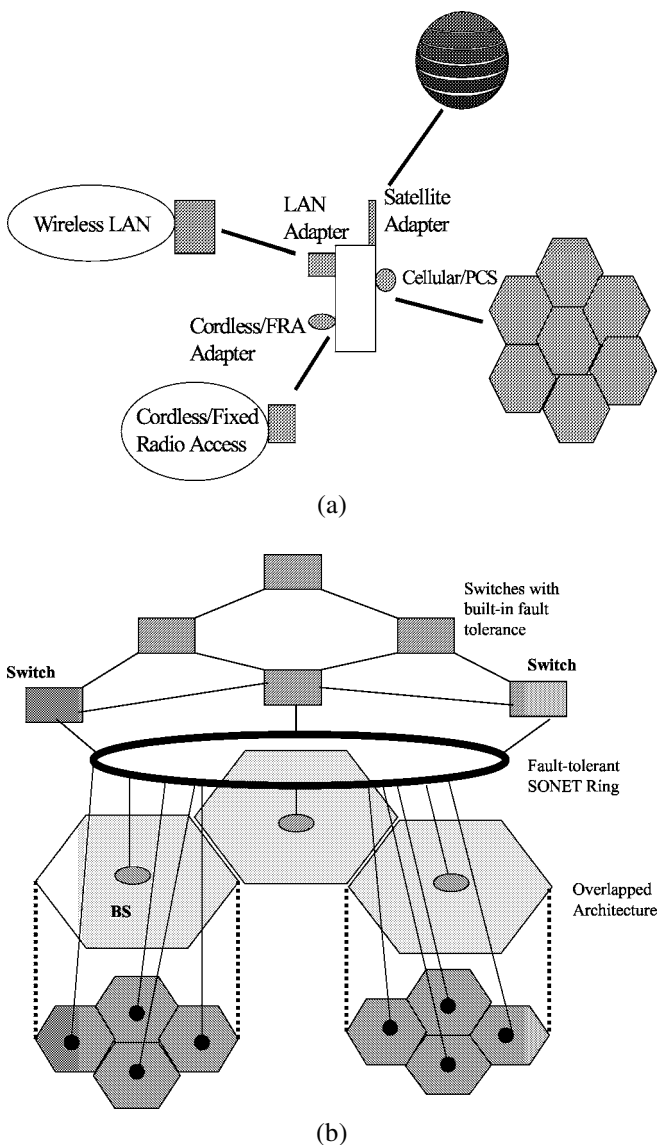 Wireless LAN
LAN
Adapter
Satellite
Adapter
Cellular/PCS
Cordless/FRA
Adapter
Cordless/Fixed
Radio Access
(a)
Switches with
built-in fault
tolerance
Switch
Switch
Fault-tolerant
SONET Ring
BS
Overlapped
Architecture
(b)